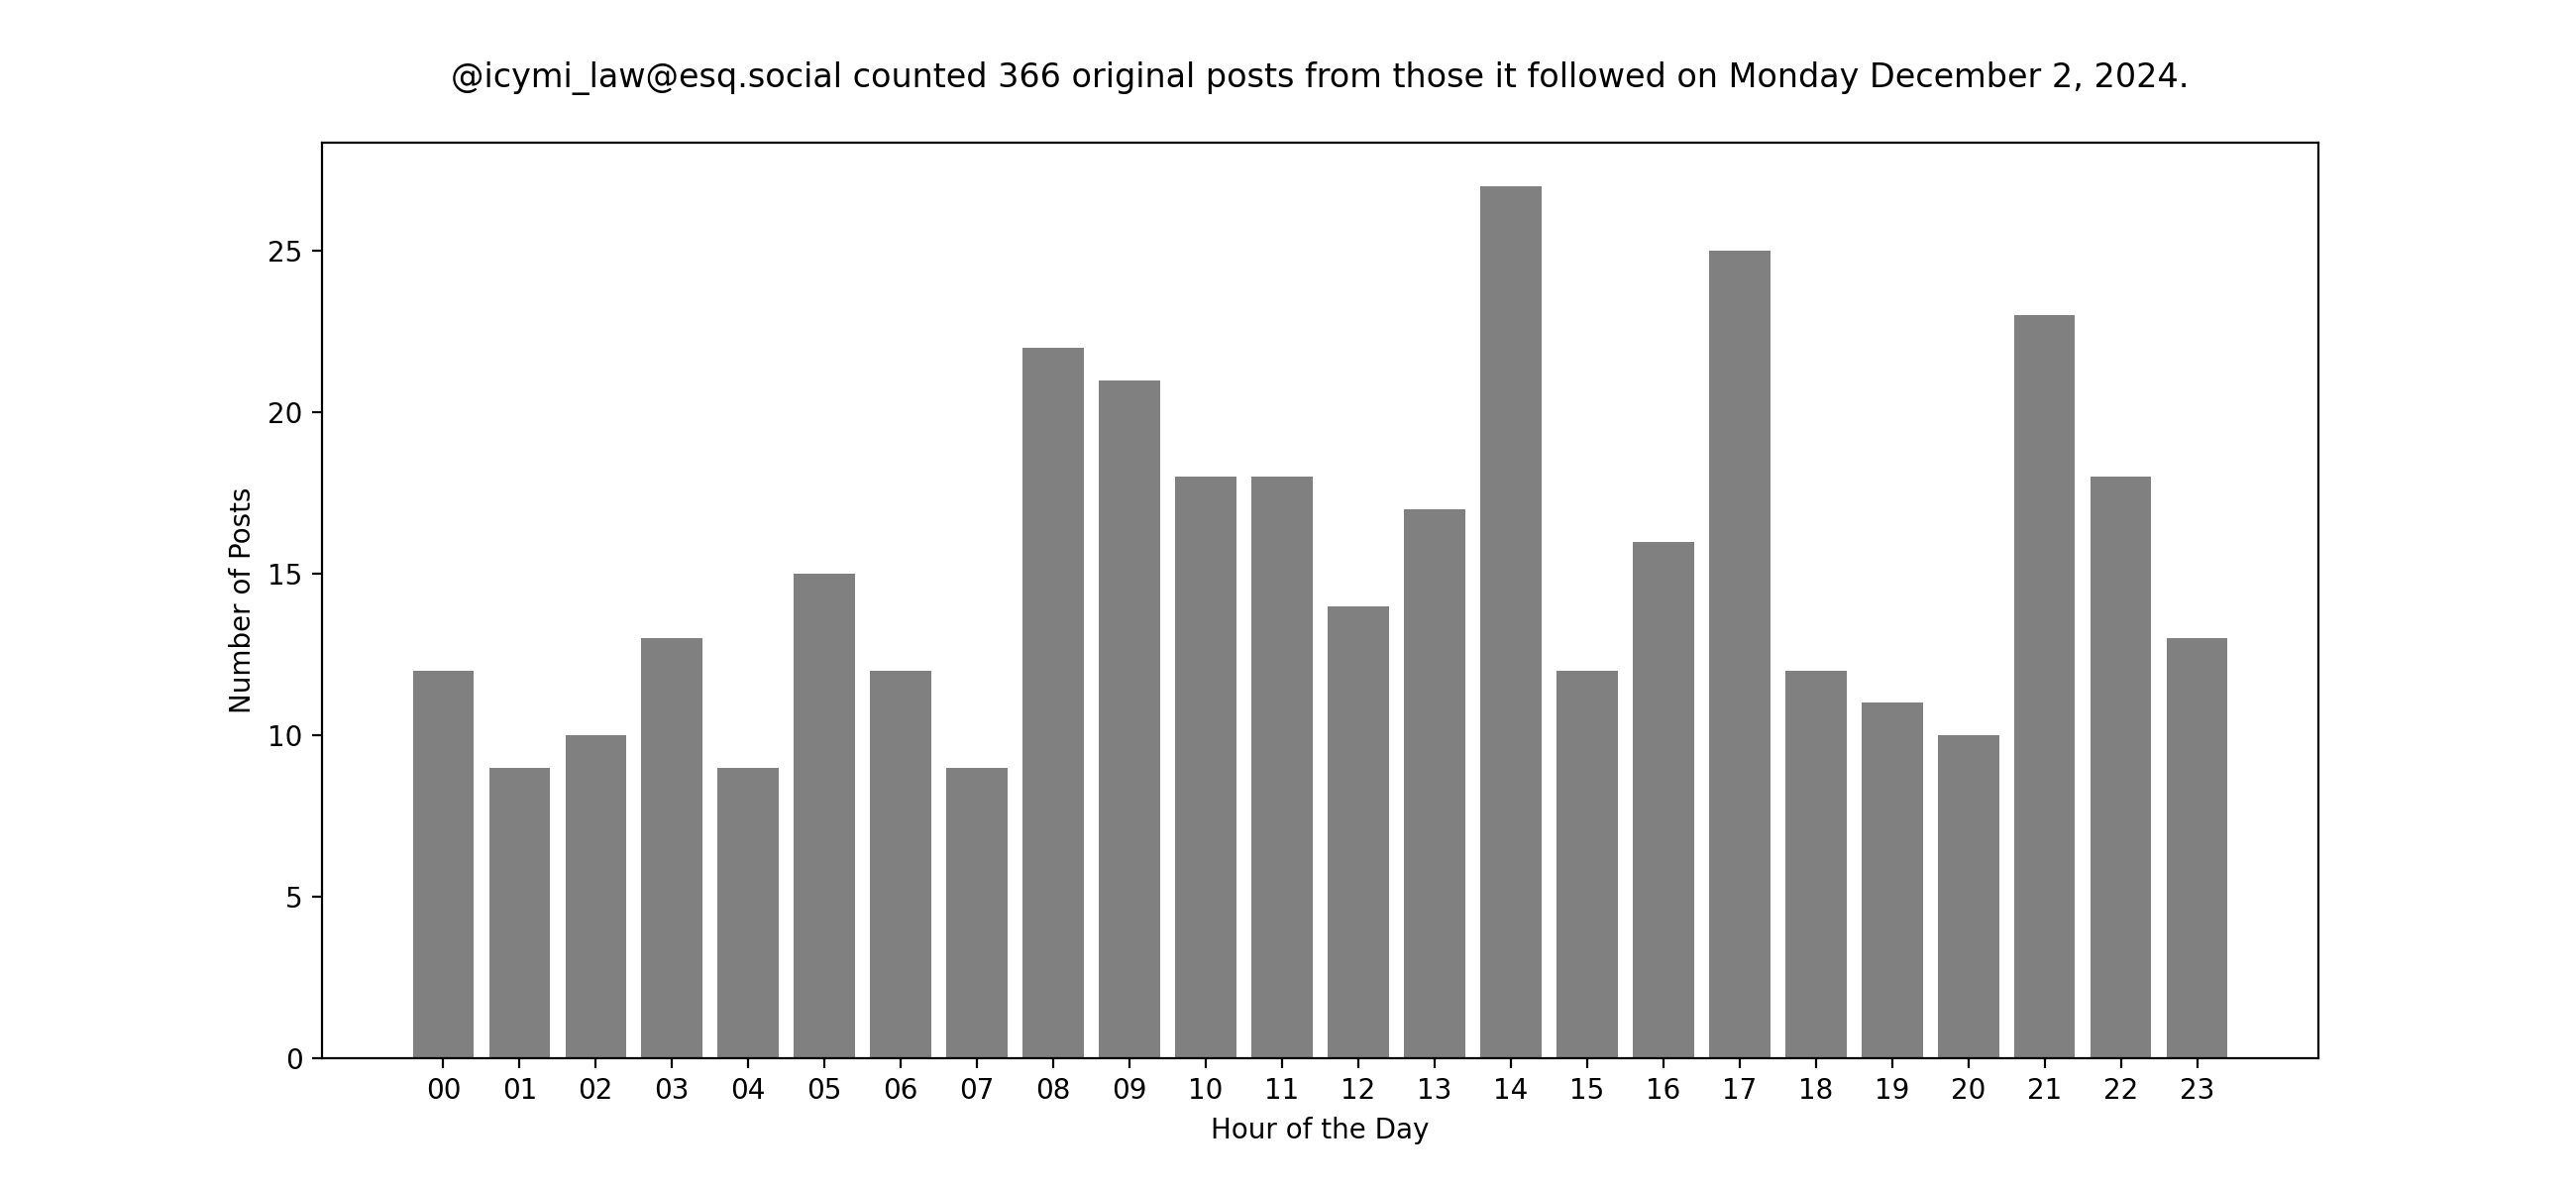 @icymi_law@esq.social counted 366 original posts from those it followed on Monday December 2, 2024.
25
20
15
10
5
0
Number of Posts
00 01 02 03 04 05 06 07 08 09 10 11 12 13 14 15 16 17 18 19 20 21 22 23
Hour of the Day